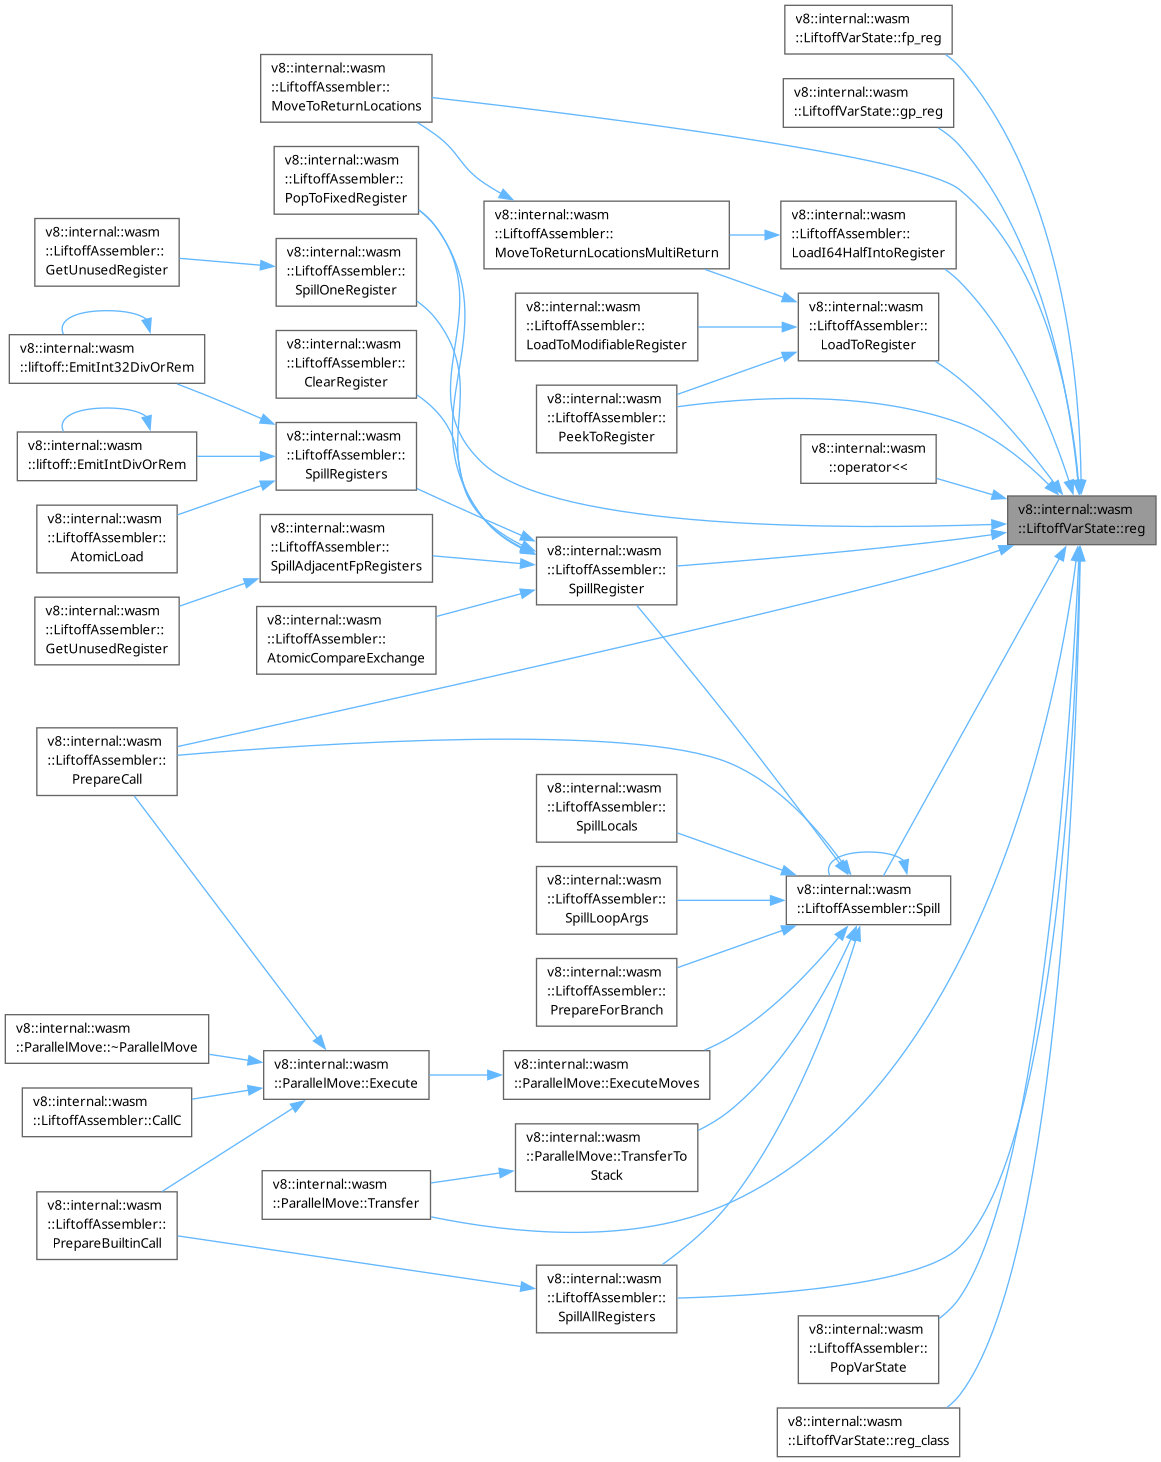 v8::internal::wasm
::LiftoffVarState::fp_reg
v8::internal::wasm
::LiftoffAssembler::
MoveToReturnLocations
v8::internal::wasm
::LiftoffVarState::gp_reg
v8::internal::wasm
::LiftoffAssembler::
PopToFixedRegister
v8::internal::wasm
::LiftoffAssembler::
MoveToReturnLocationsMultiReturn
v8::internal::wasm
::LiftoffAssembler::
LoadI64HalfIntoRegister
v8::internal::wasm
::LiftoffAssembler::
GetUnusedRegister
v8::internal::wasm
::LiftoffAssembler::
SpillOneRegister
v8::internal::wasm
::LiftoffAssembler::
LoadToModifiableRegister
v8::internal::wasm
::LiftoffAssembler::
LoadToRegister
v8::internal::wasm
::liftoff::EmitInt32DivOrRem
v8::internal::wasm
::LiftoffAssembler::
ClearRegister
v8::internal::wasm
::LiftoffAssembler::
PeekToRegister
v8::internal::wasm
::liftoff::EmitIntDivOrRem
v8::internal::wasm
::LiftoffAssembler::
SpillRegisters
v8::internal::wasm
::operator<<
v8::internal::wasm
::LiftoffVarState::reg
v8::internal::wasm
::LiftoffAssembler::
AtomicLoad
v8::internal::wasm
::LiftoffAssembler::
SpillAdjacentFpRegisters
v8::internal::wasm
::LiftoffAssembler::
SpillRegister
v8::internal::wasm
::LiftoffAssembler::
GetUnusedRegister
v8::internal::wasm
::LiftoffAssembler::
AtomicCompareExchange
v8::internal::wasm
::LiftoffAssembler::
PrepareCall
v8::internal::wasm
::LiftoffAssembler::
SpillLocals
v8::internal::wasm
::LiftoffAssembler::
SpillLoopArgs
v8::internal::wasm
::LiftoffAssembler::Spill
v8::internal::wasm
::LiftoffAssembler::
PrepareForBranch
v8::internal::wasm
::ParallelMove::~ParallelMove
v8::internal::wasm
::ParallelMove::Execute
v8::internal::wasm
::ParallelMove::ExecuteMoves
v8::internal::wasm
::LiftoffAssembler::CallC
v8::internal::wasm
::ParallelMove::TransferTo
Stack
v8::internal::wasm
::ParallelMove::Transfer
v8::internal::wasm
::LiftoffAssembler::
PrepareBuiltinCall
v8::internal::wasm
::LiftoffAssembler::
SpillAllRegisters
v8::internal::wasm
::LiftoffAssembler::
PopVarState
v8::internal::wasm
::LiftoffVarState::reg_class